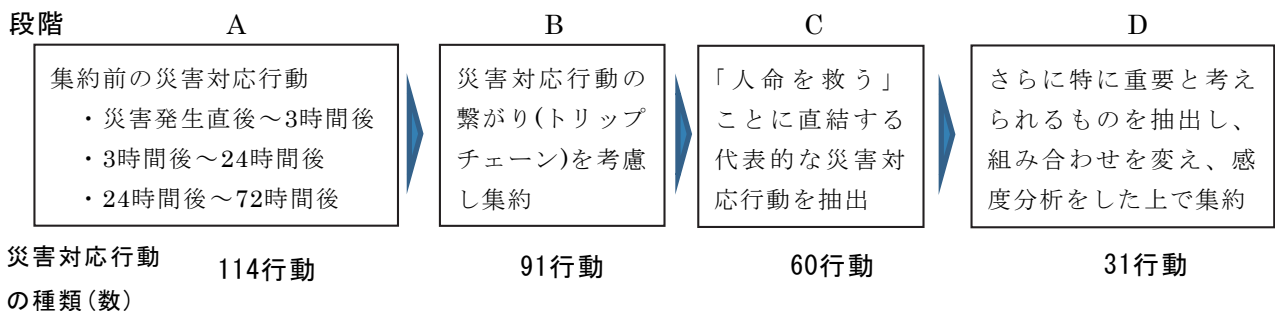 段階
A
B
C
D
集約前の災害対応行動
・災害発生直後～3時間後
・3時間後～24時間後
・24時間後～72時間後
災害対応行動の
繋がり(トリップ
チェーン)を考慮
し集約
「人命を救う」
ことに直結する
代表的な災害対
応行動を抽出
さらに特に重要と考え
られるものを抽出し、
組み合わせを変え、感
度分析をした上で集約
災害対応行動
の種類(数)
114行動
91行動
60行動
31行動